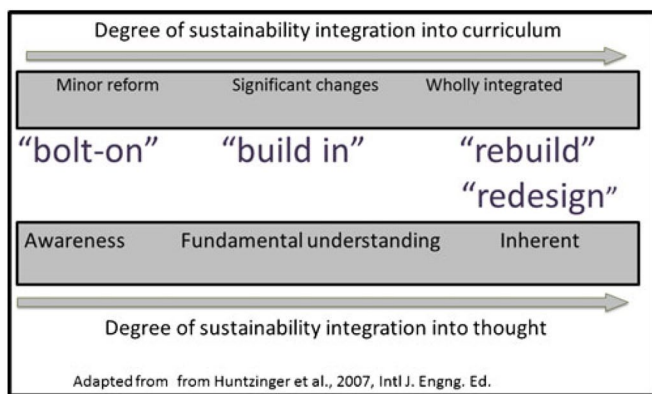 Degree of sustainability integration into curriculum
Minor reform Significant changes Wholly integrated
“bolt-on” “build in” “rebuild”
“redesign”
Awareness Fundamental understanding Inherent
Degree of sustainability integration into thought
Adapted from from Huntzinger et al., 2007, Intl J. Engng. Ed.